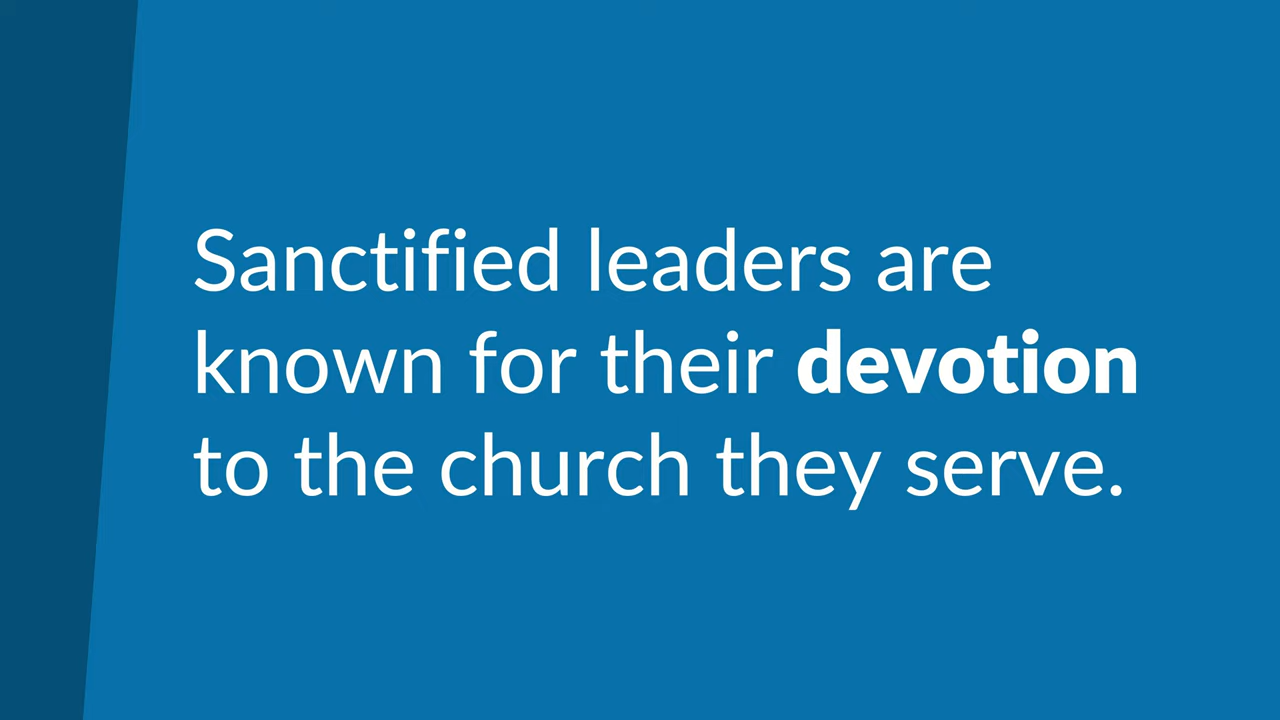 Sanctified leaders are
known for their devotion
to the church they serve.